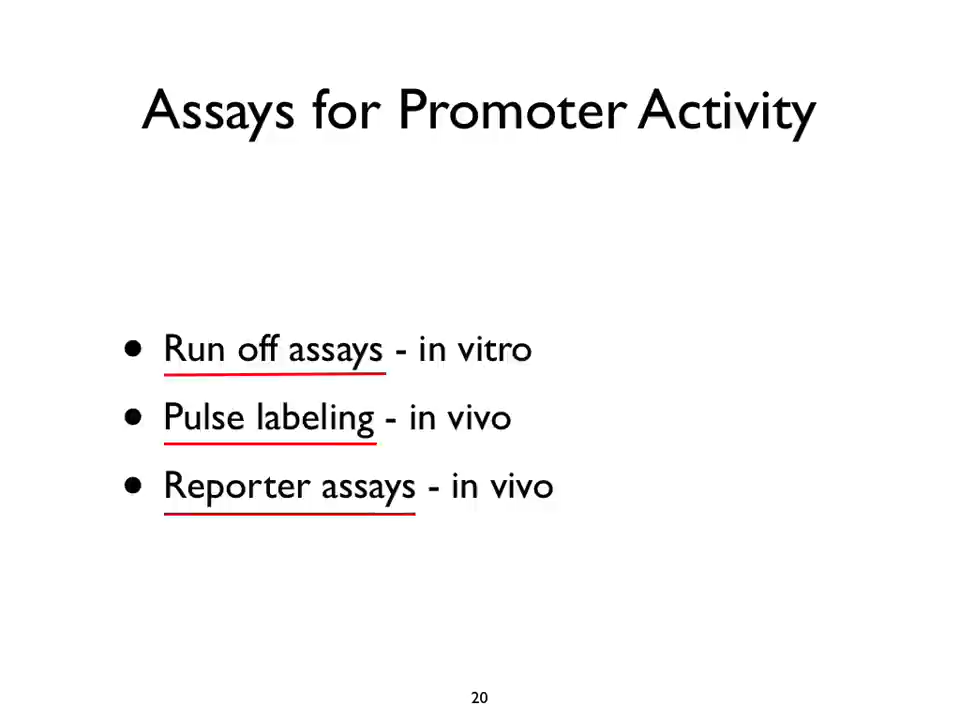 Assays for Promoter Activity
• Run off assays - in vitro
• Pulse labeling - in vivo
• Reporter assays - in vivo
20